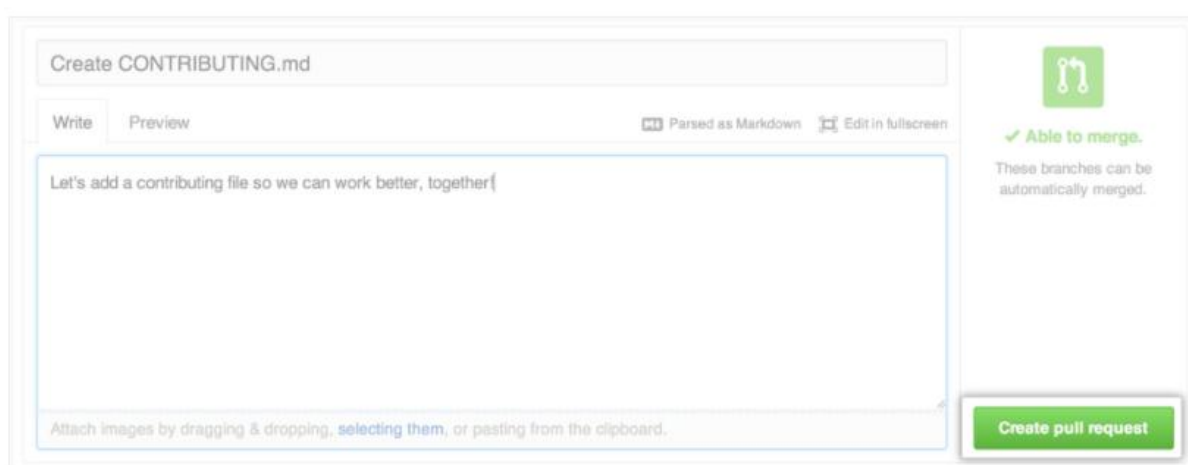 Create CONTRIBUTING.md
Write Preview Parsed as Markdown Edit in fullscreen
Let's add a contributing file so we can work better, together!
Attach images by dragging & dropping, selecting them, or pasting from the clipboard.
✓ Able to merge.
These branches can be
automatically merged.
Create pull request